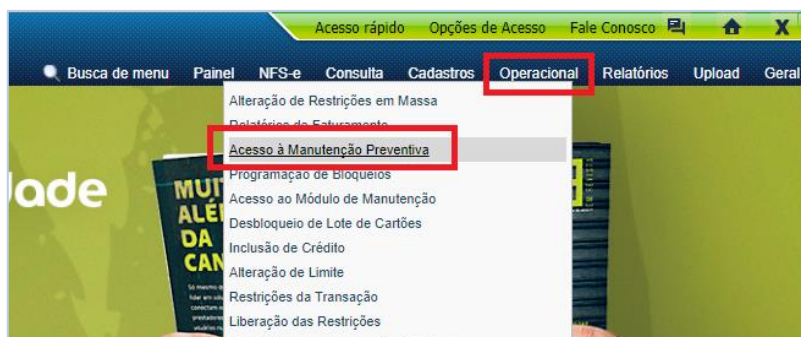 Acesso rápido Opções de Acesso Fale Conosco X
Busca de menu Painel NFS-e Consulta Cadastros Operacional Relatórios Upload Geral
Alteração de Restrições em Massa
Relatórios de Faturamento
Acesso à Manutenção Preventiva
Programação de Bloqueios
Acesso ao Módulo de Manutenção
Desbloqueio de Lote de Cartões
Inclusão de Crédito
Alteração de Limite
Restrições da Transação
Liberação das Restrições
dade
MUIT
ALÉ
DA
CAN